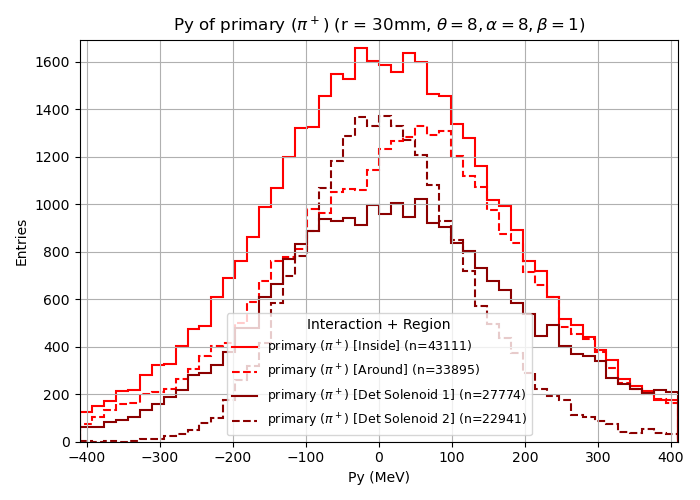 Py of primary (π⁺) (r = 30mm, θ = 8, α = 8, β = 1)
Entries
1600
1400
1200
1000
800
600
400
200
0
Interaction + Region
primary (π⁺) [Inside] (n=43111)
primary (π⁺) [Around] (n=33895)
primary (π⁺) [Det Solenoid 1] (n=27774)
primary (π⁺) [Det Solenoid 2] (n=22941)
−400 −300 −200 −100 0 100 200 300 400
Py (MeV)